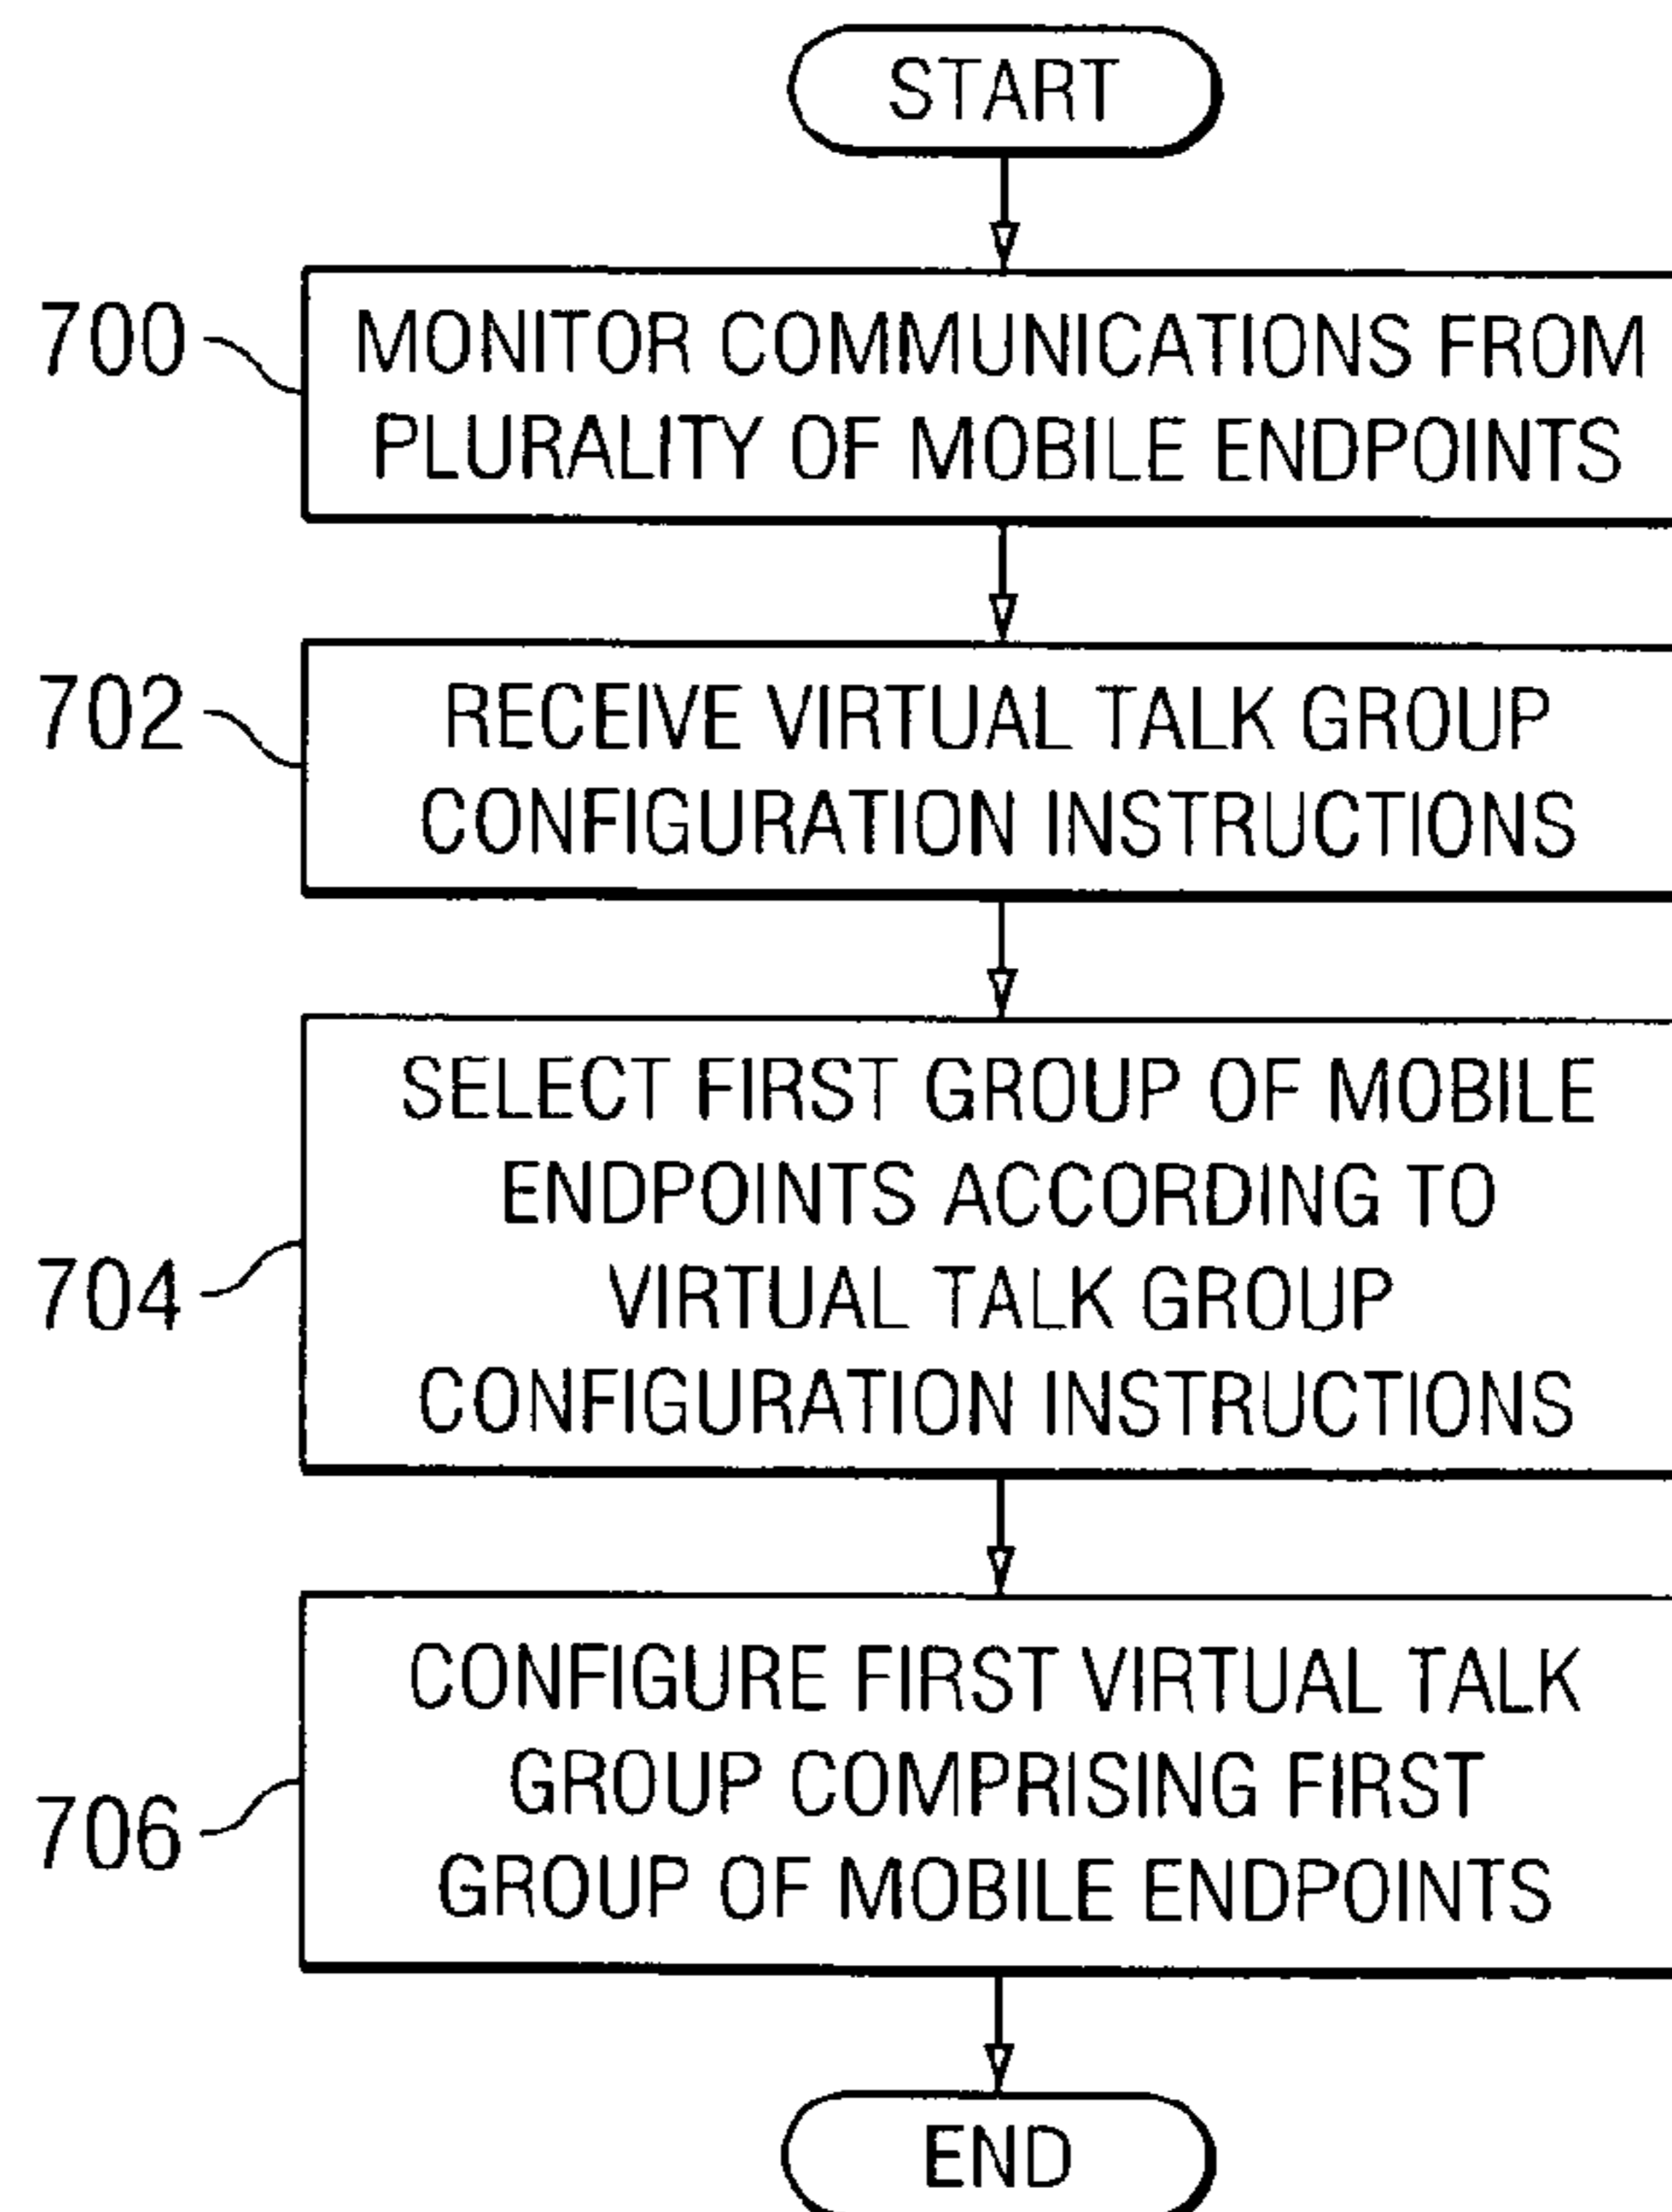 START
700
MONITOR COMMUNICATIONS FROM
PLURALITY OF MOBILE ENDPOINTS
702
RECEIVE VIRTUAL TALK GROUP
CONFIGURATION INSTRUCTIONS
704
SELECT FIRST GROUP OF MOBILE
ENDPOINTS ACCORDING TO
VIRTUAL TALK GROUP
CONFIGURATION INSTRUCTIONS
706
CONFIGURE FIRST VIRTUAL TALK
GROUP COMPRISING FIRST
GROUP OF MOBILE ENDPOINTS
END